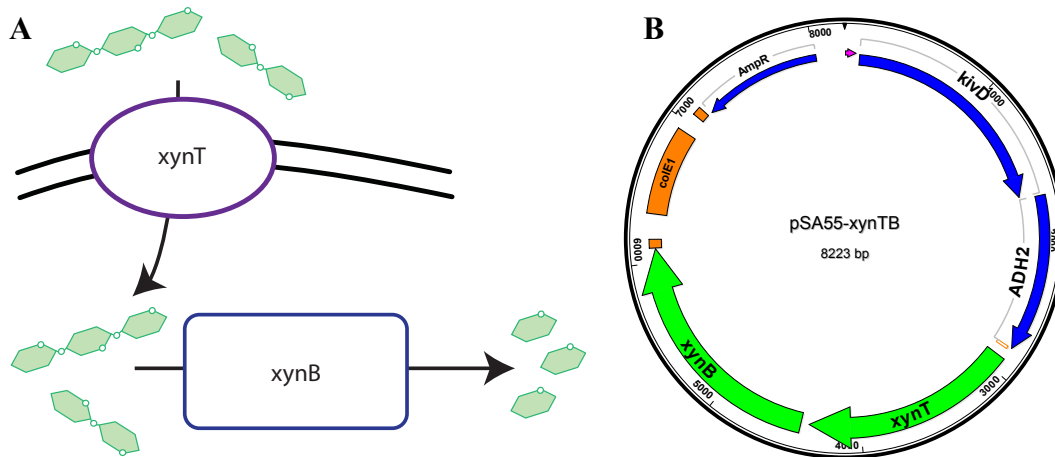 A
xynT
xynB
B
pSA55-xynTB
8223 bp
kivD
1000
2000
ADH2
3000
xynT
4000
xynB
5000
6000
colE1
7000
AmpR
8000